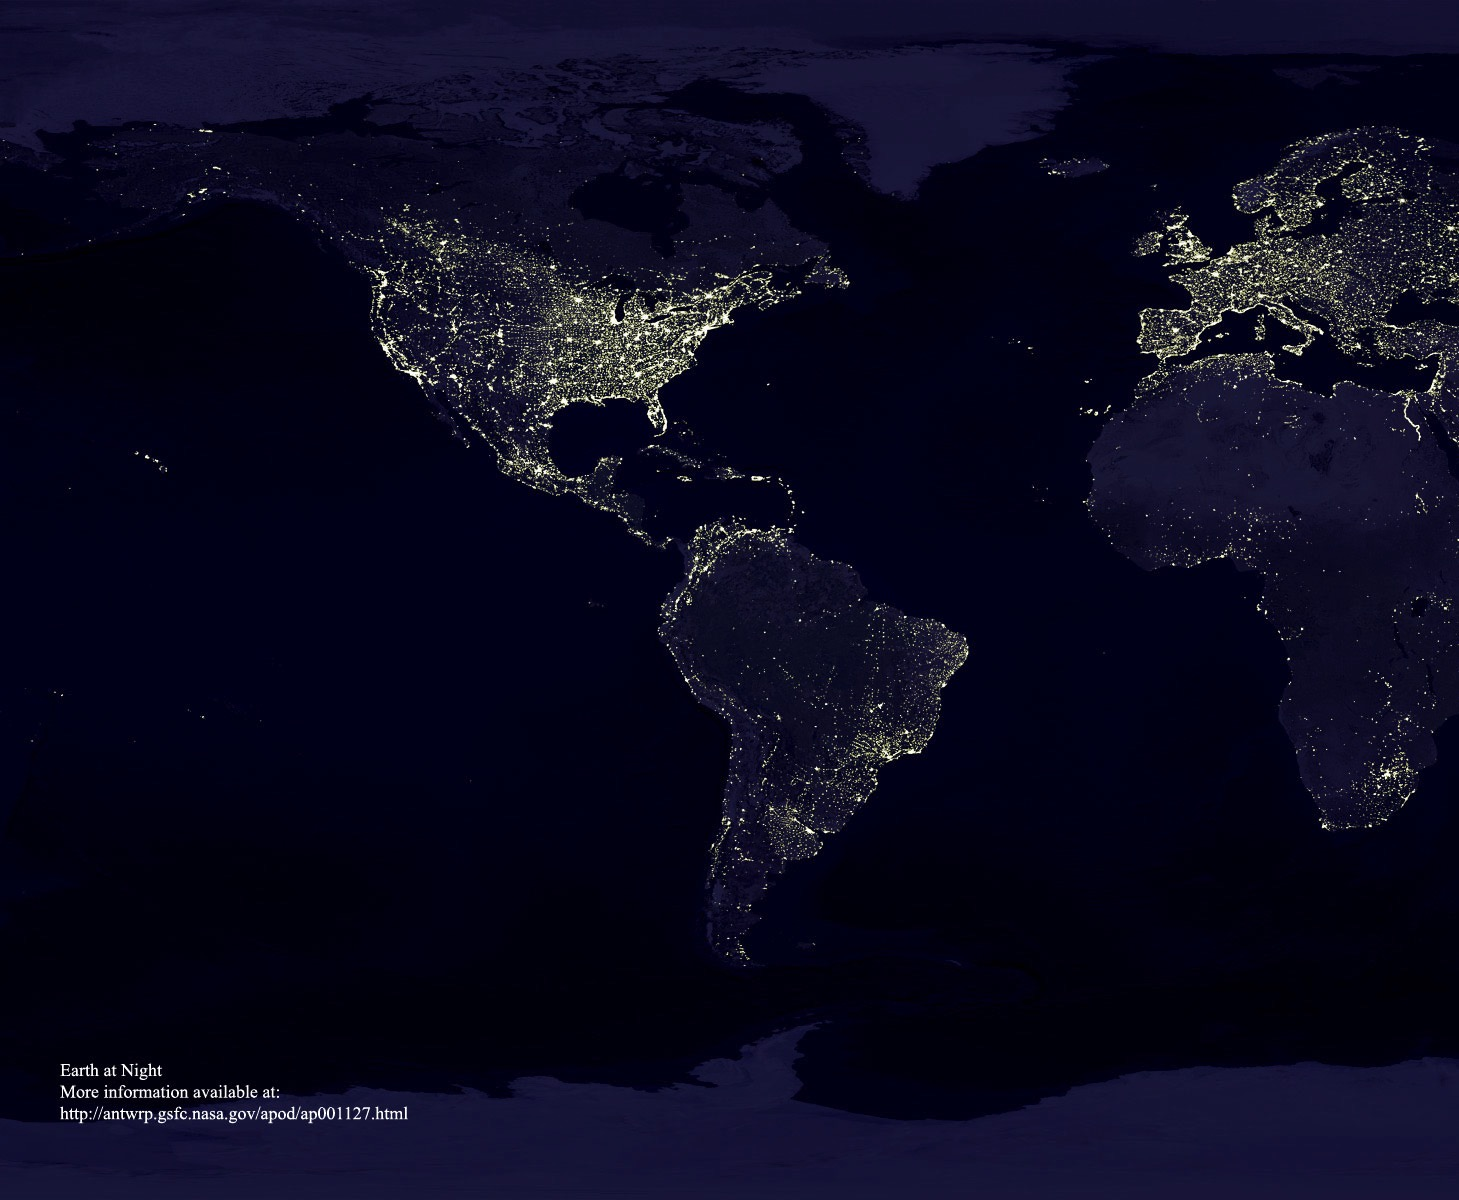 Earth at Night
More information available at:
http://antwrp.gsfc.nasa.gov/apod/ap001127.html